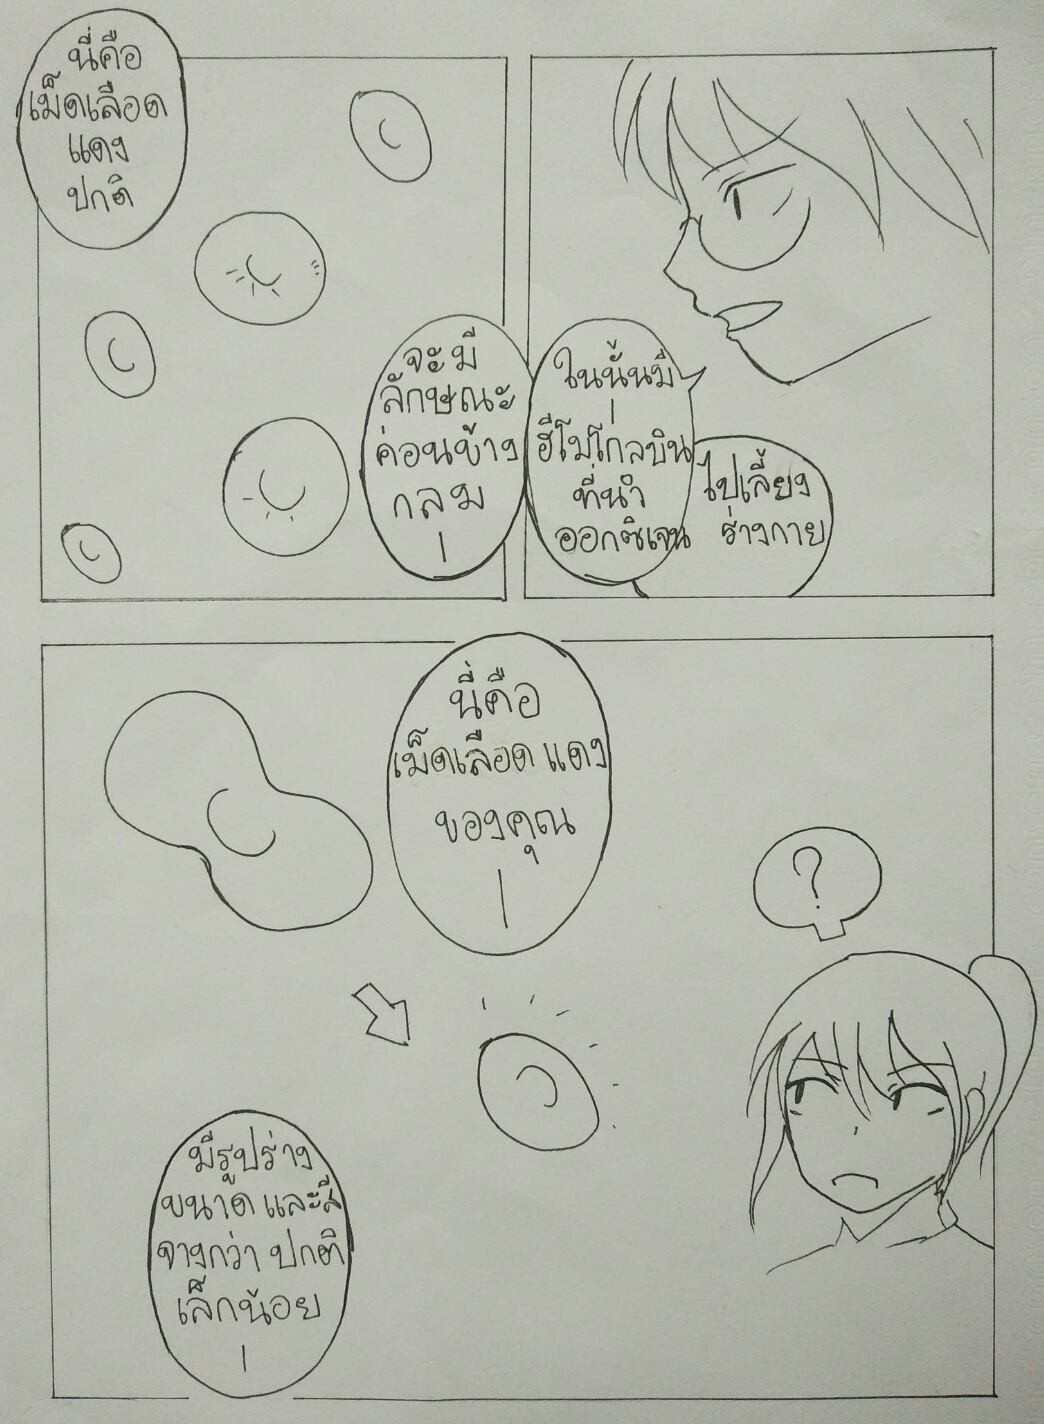 นี่คือ
เม็ดเลือด
แดง
ปกติ
จะมี
ลักษณะ
ค่อนข้าง
กลม
ในนั้นมี
ฮีโมโกลบิน
ที่นำ
ออกซิเจน
ไปเลี้ยง
ร่างกาย
นี่คือ
เม็ดเลือดแดง
ของคุณ
?
มีรูปร่าง
ขนาดและสี
จางกว่าปกติ
เล็กน้อย